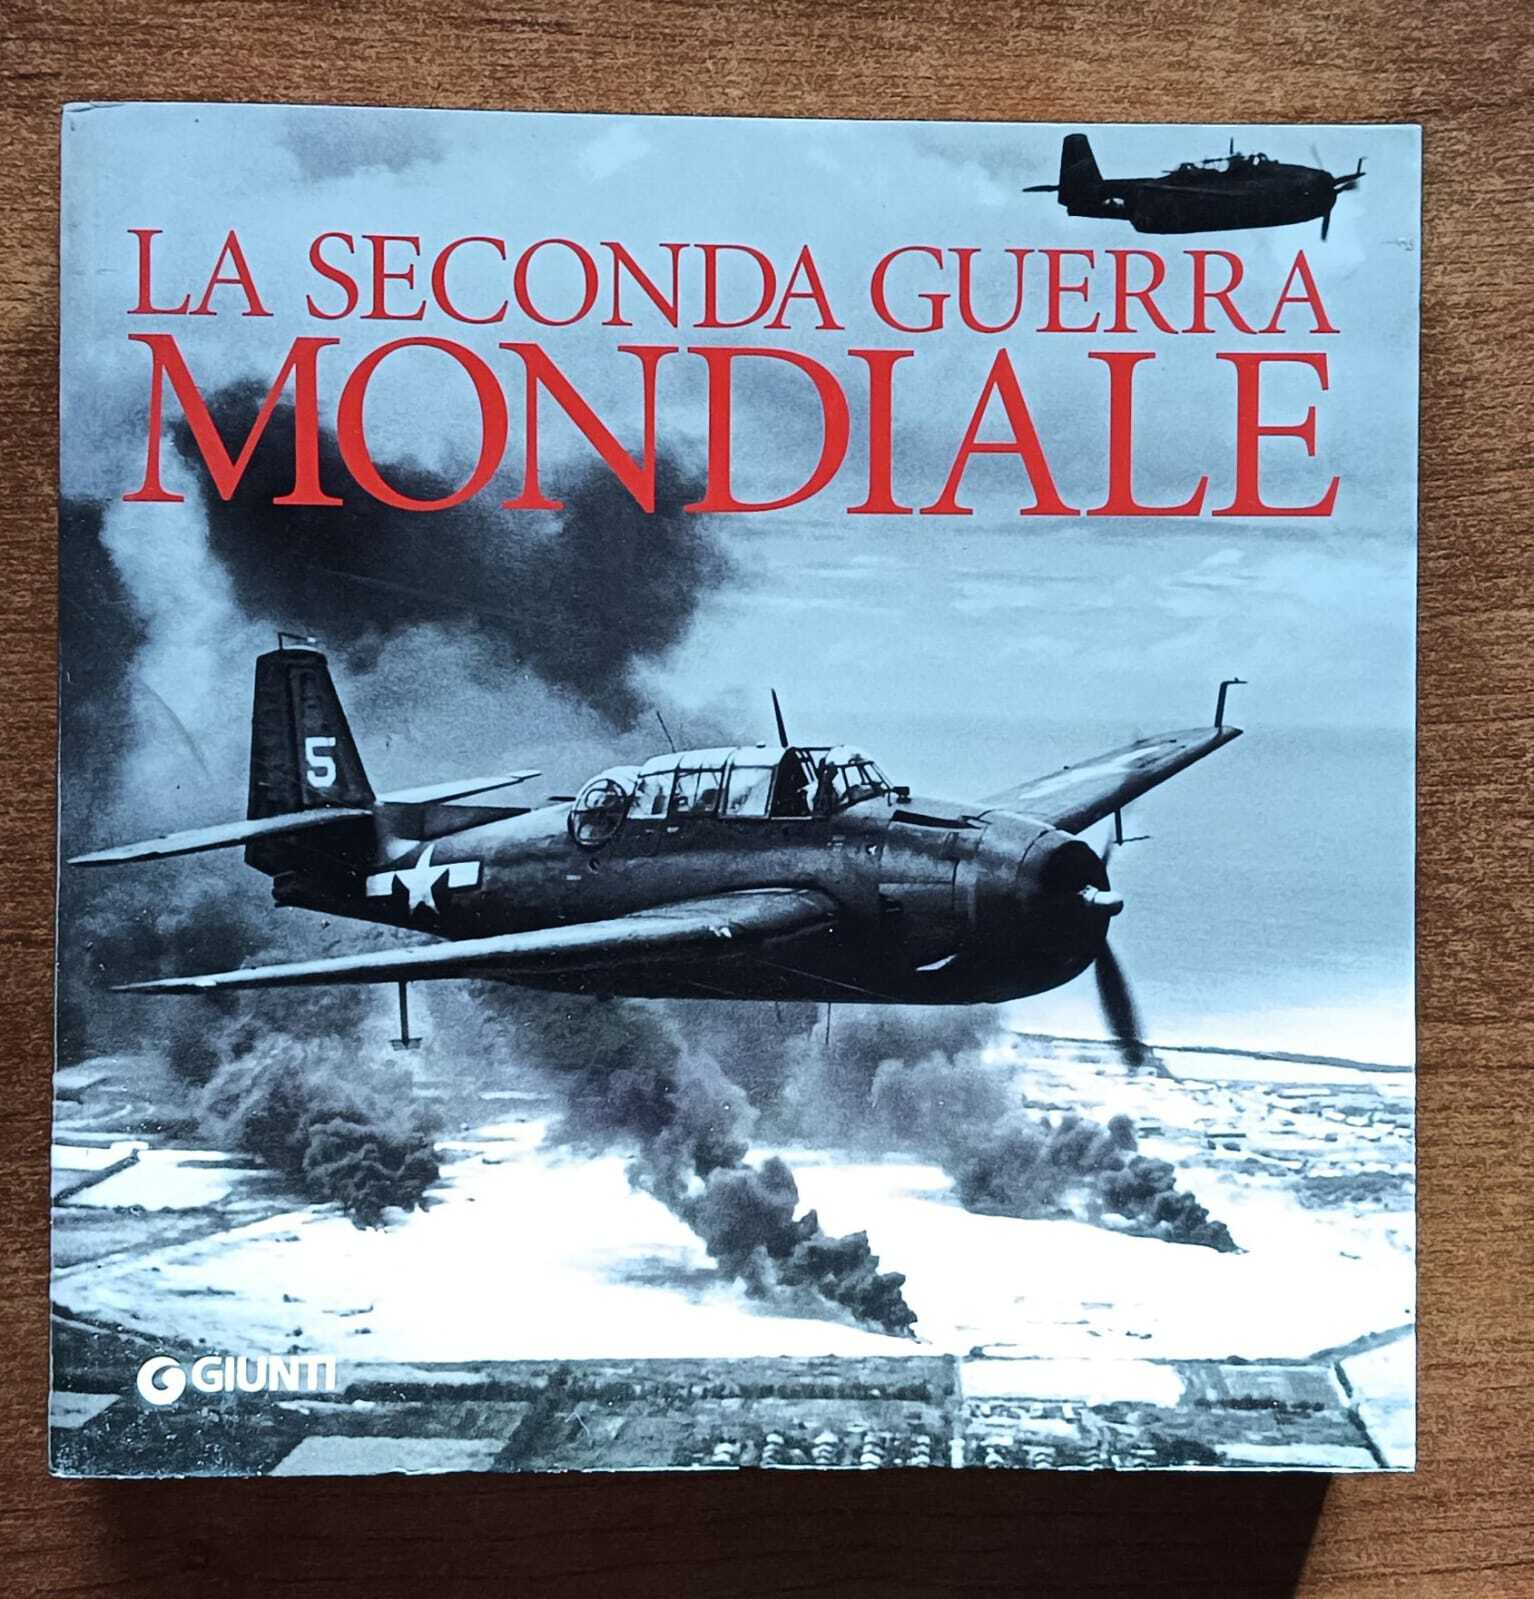 LA SECONDA GUERRA
MONDIALE
5
GIUNTI